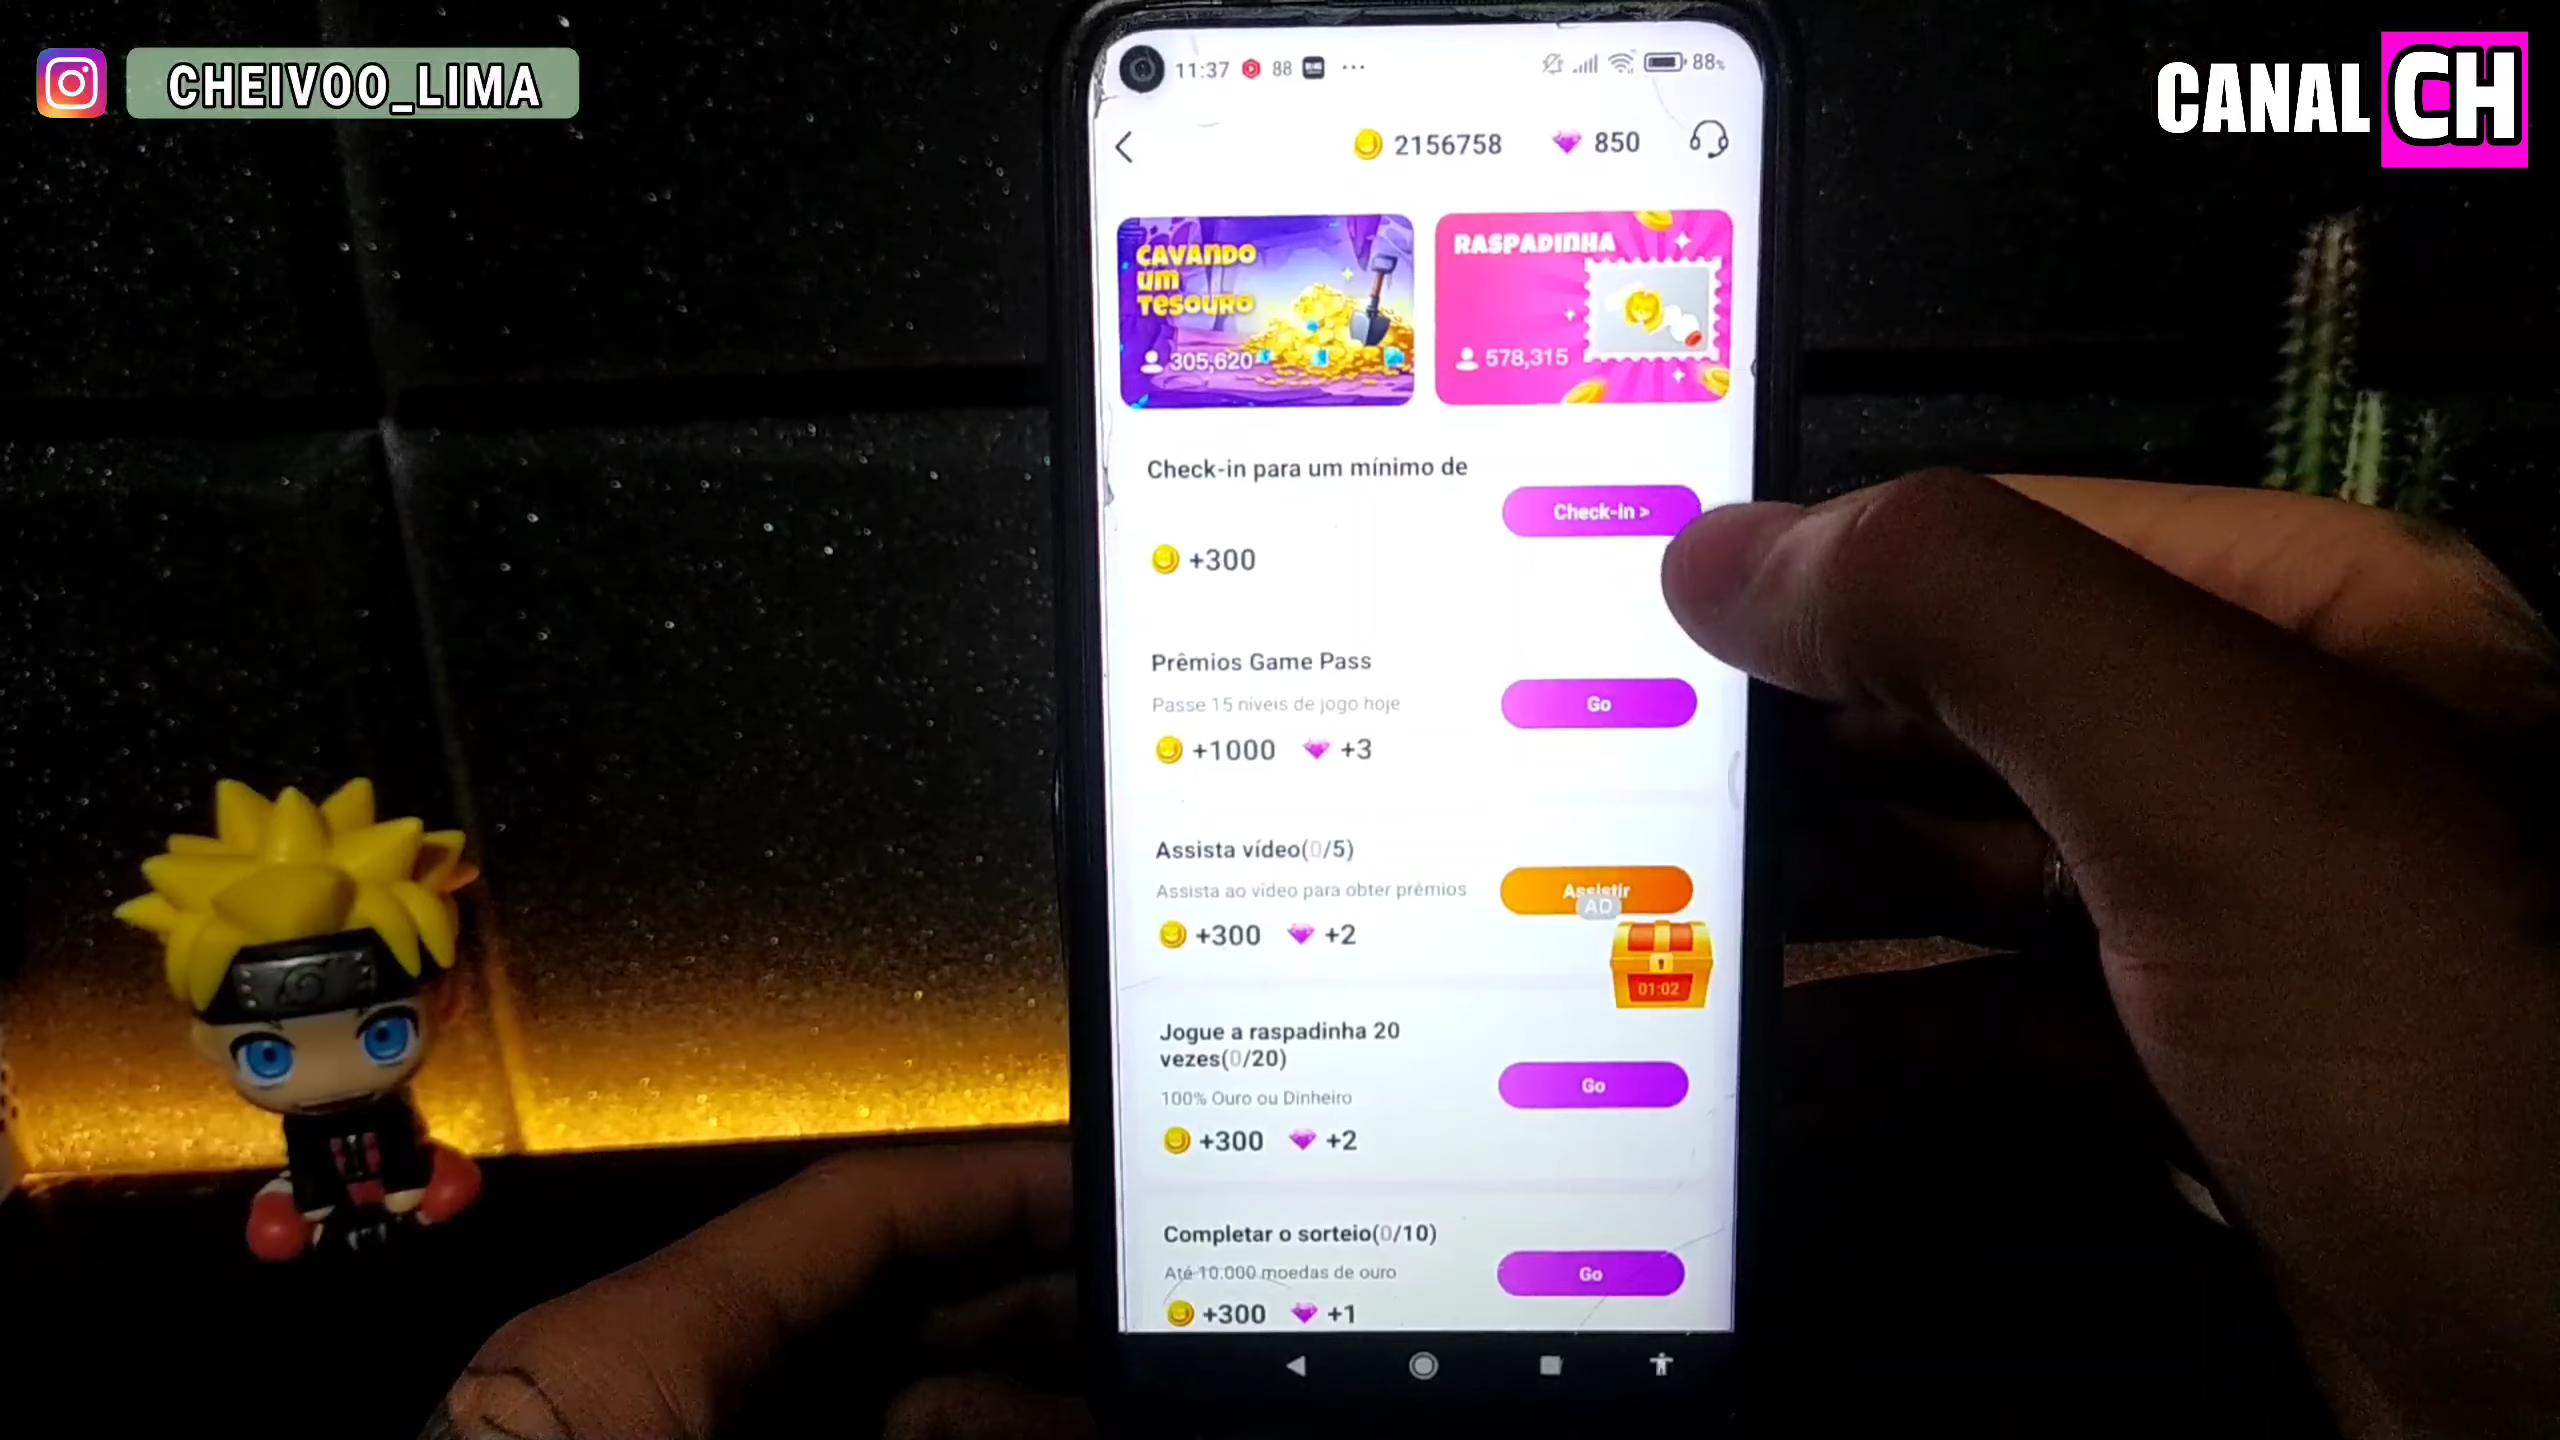 CHEIVOO_LIMA
CANAL CH
11:37 88 ... 88%
2156758 850
CAVANDO
UM
TESOURO
305,620
RASPADINHA
578,315
Check-in para um mínimo de
Check-in >
+300
Prêmios Game Pass
Passe 15 níveis de jogo hoje
Go
+1000 +3
Assista vídeo(0/5)
Assista ao vídeo para obter prêmios
Assistir
AD
+300 +2
01:02
Jogue a raspadinha 20
vezes(0/20)
100% Ouro ou Dinheiro
Go
+300 +2
Completar o sorteio(0/10)
Até 10.000 moedas de ouro
Go
+300 +1